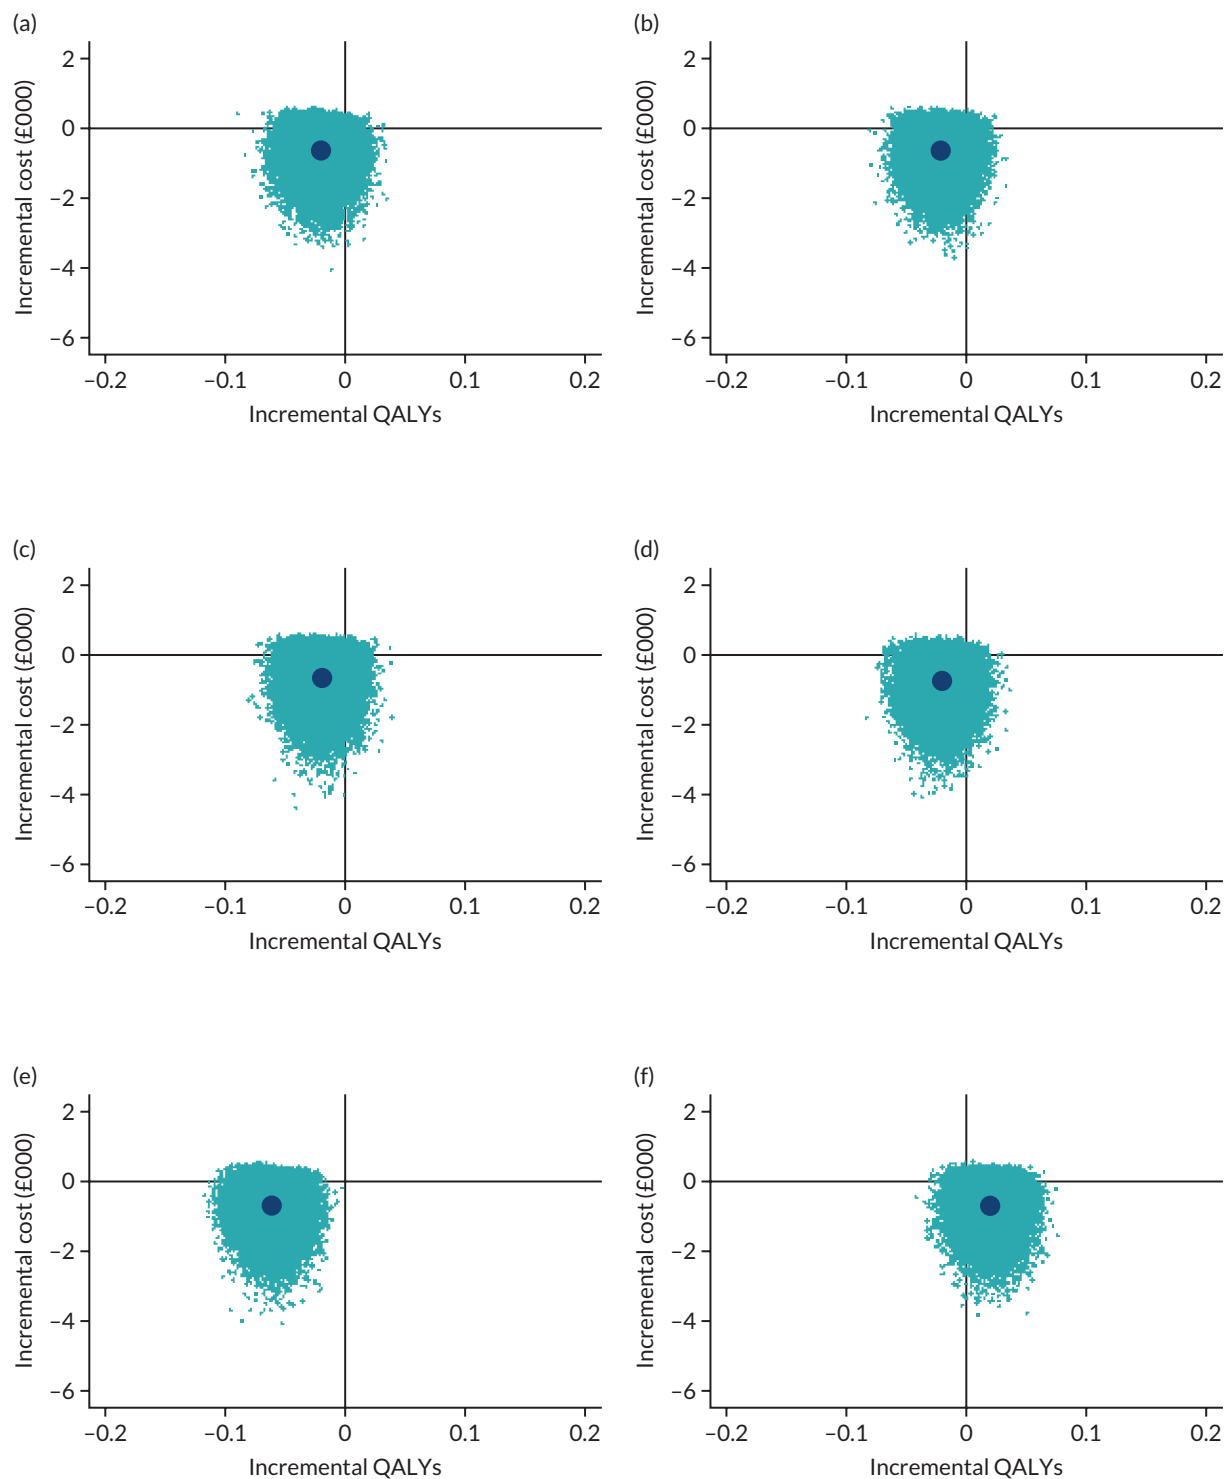 (a)
2
0
–2
–4
–6
Incremental cost (£000)
–0.2 –0.1 0 0.1 0.2
Incremental QALYs
(b)
2
0
–2
–4
–6
Incremental cost (£000)
–0.2 –0.1 0 0.1 0.2
Incremental QALYs
(c)
2
0
–2
–4
–6
Incremental cost (£000)
–0.2 –0.1 0 0.1 0.2
Incremental QALYs
(d)
2
0
–2
–4
–6
Incremental cost (£000)
–0.2 –0.1 0 0.1 0.2
Incremental QALYs
(e)
2
0
–2
–4
–6
Incremental cost (£000)
–0.2 –0.1 0 0.1 0.2
Incremental QALYs
(f)
2
0
–2
–4
–6
Incremental cost (£000)
–0.2 –0.1 0 0.1 0.2
Incremental QALYs